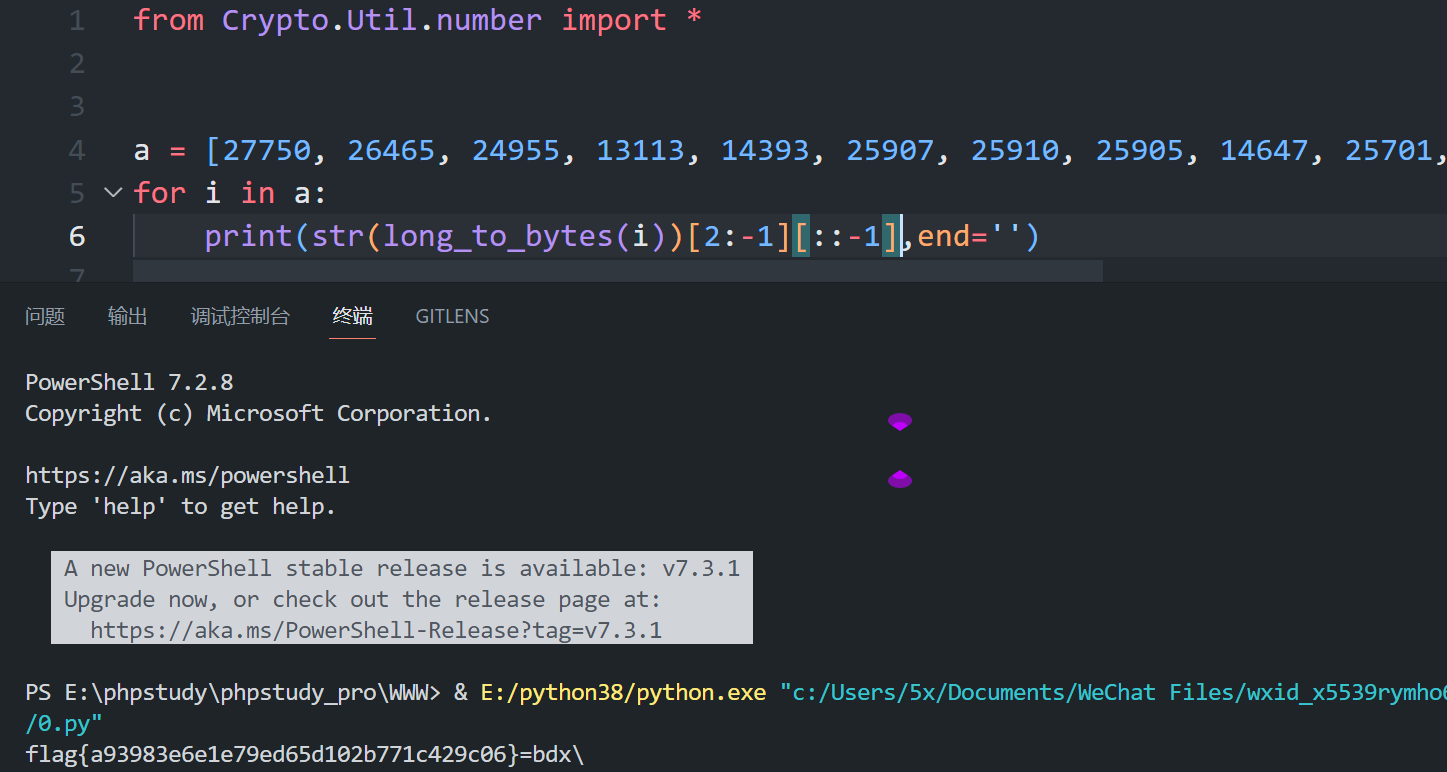 1 from Crypto.Util.number import *
2
3
4 a = [27750, 26465, 24955, 13113, 14393, 25907, 25910, 25905, 14647, 25701,
5 for i in a:
6 print(str(long_to_bytes(i))[2:-1][::-1],end='')
7
问题 输出 调试控制台 终端 GITLENS
PowerShell 7.2.8
Copyright (c) Microsoft Corporation.
https://aka.ms/powershell
Type 'help' to get help.
A new PowerShell stable release is available: v7.3.1
Upgrade now, or check out the release page at:
https://aka.ms/PowerShell-Release?tag=v7.3.1
PS E:\phpstudy\phpstudy_pro\WWW> & E:/python38/python.exe "c:/Users/5x/Documents/WeChat Files/wxid_x5539rymho6
/0.py"
flag{a93983e6e1e79ed65d102b771c429c06}=bdx\